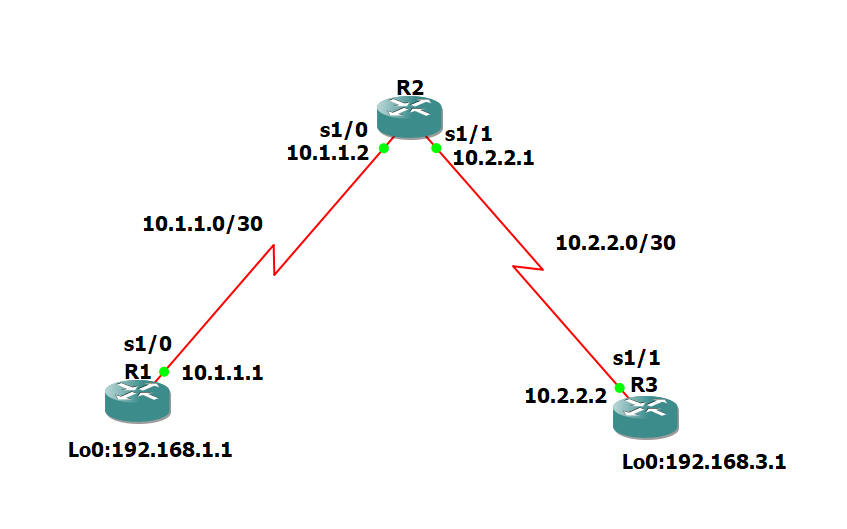 R2
s1/0
s1/1
10.1.1.2
10.2.2.1
10.1.1.0/30
10.2.2.0/30
s1/0
s1/1
R1
10.1.1.1
R3
10.2.2.2
Lo0:192.168.1.1
Lo0:192.168.3.1